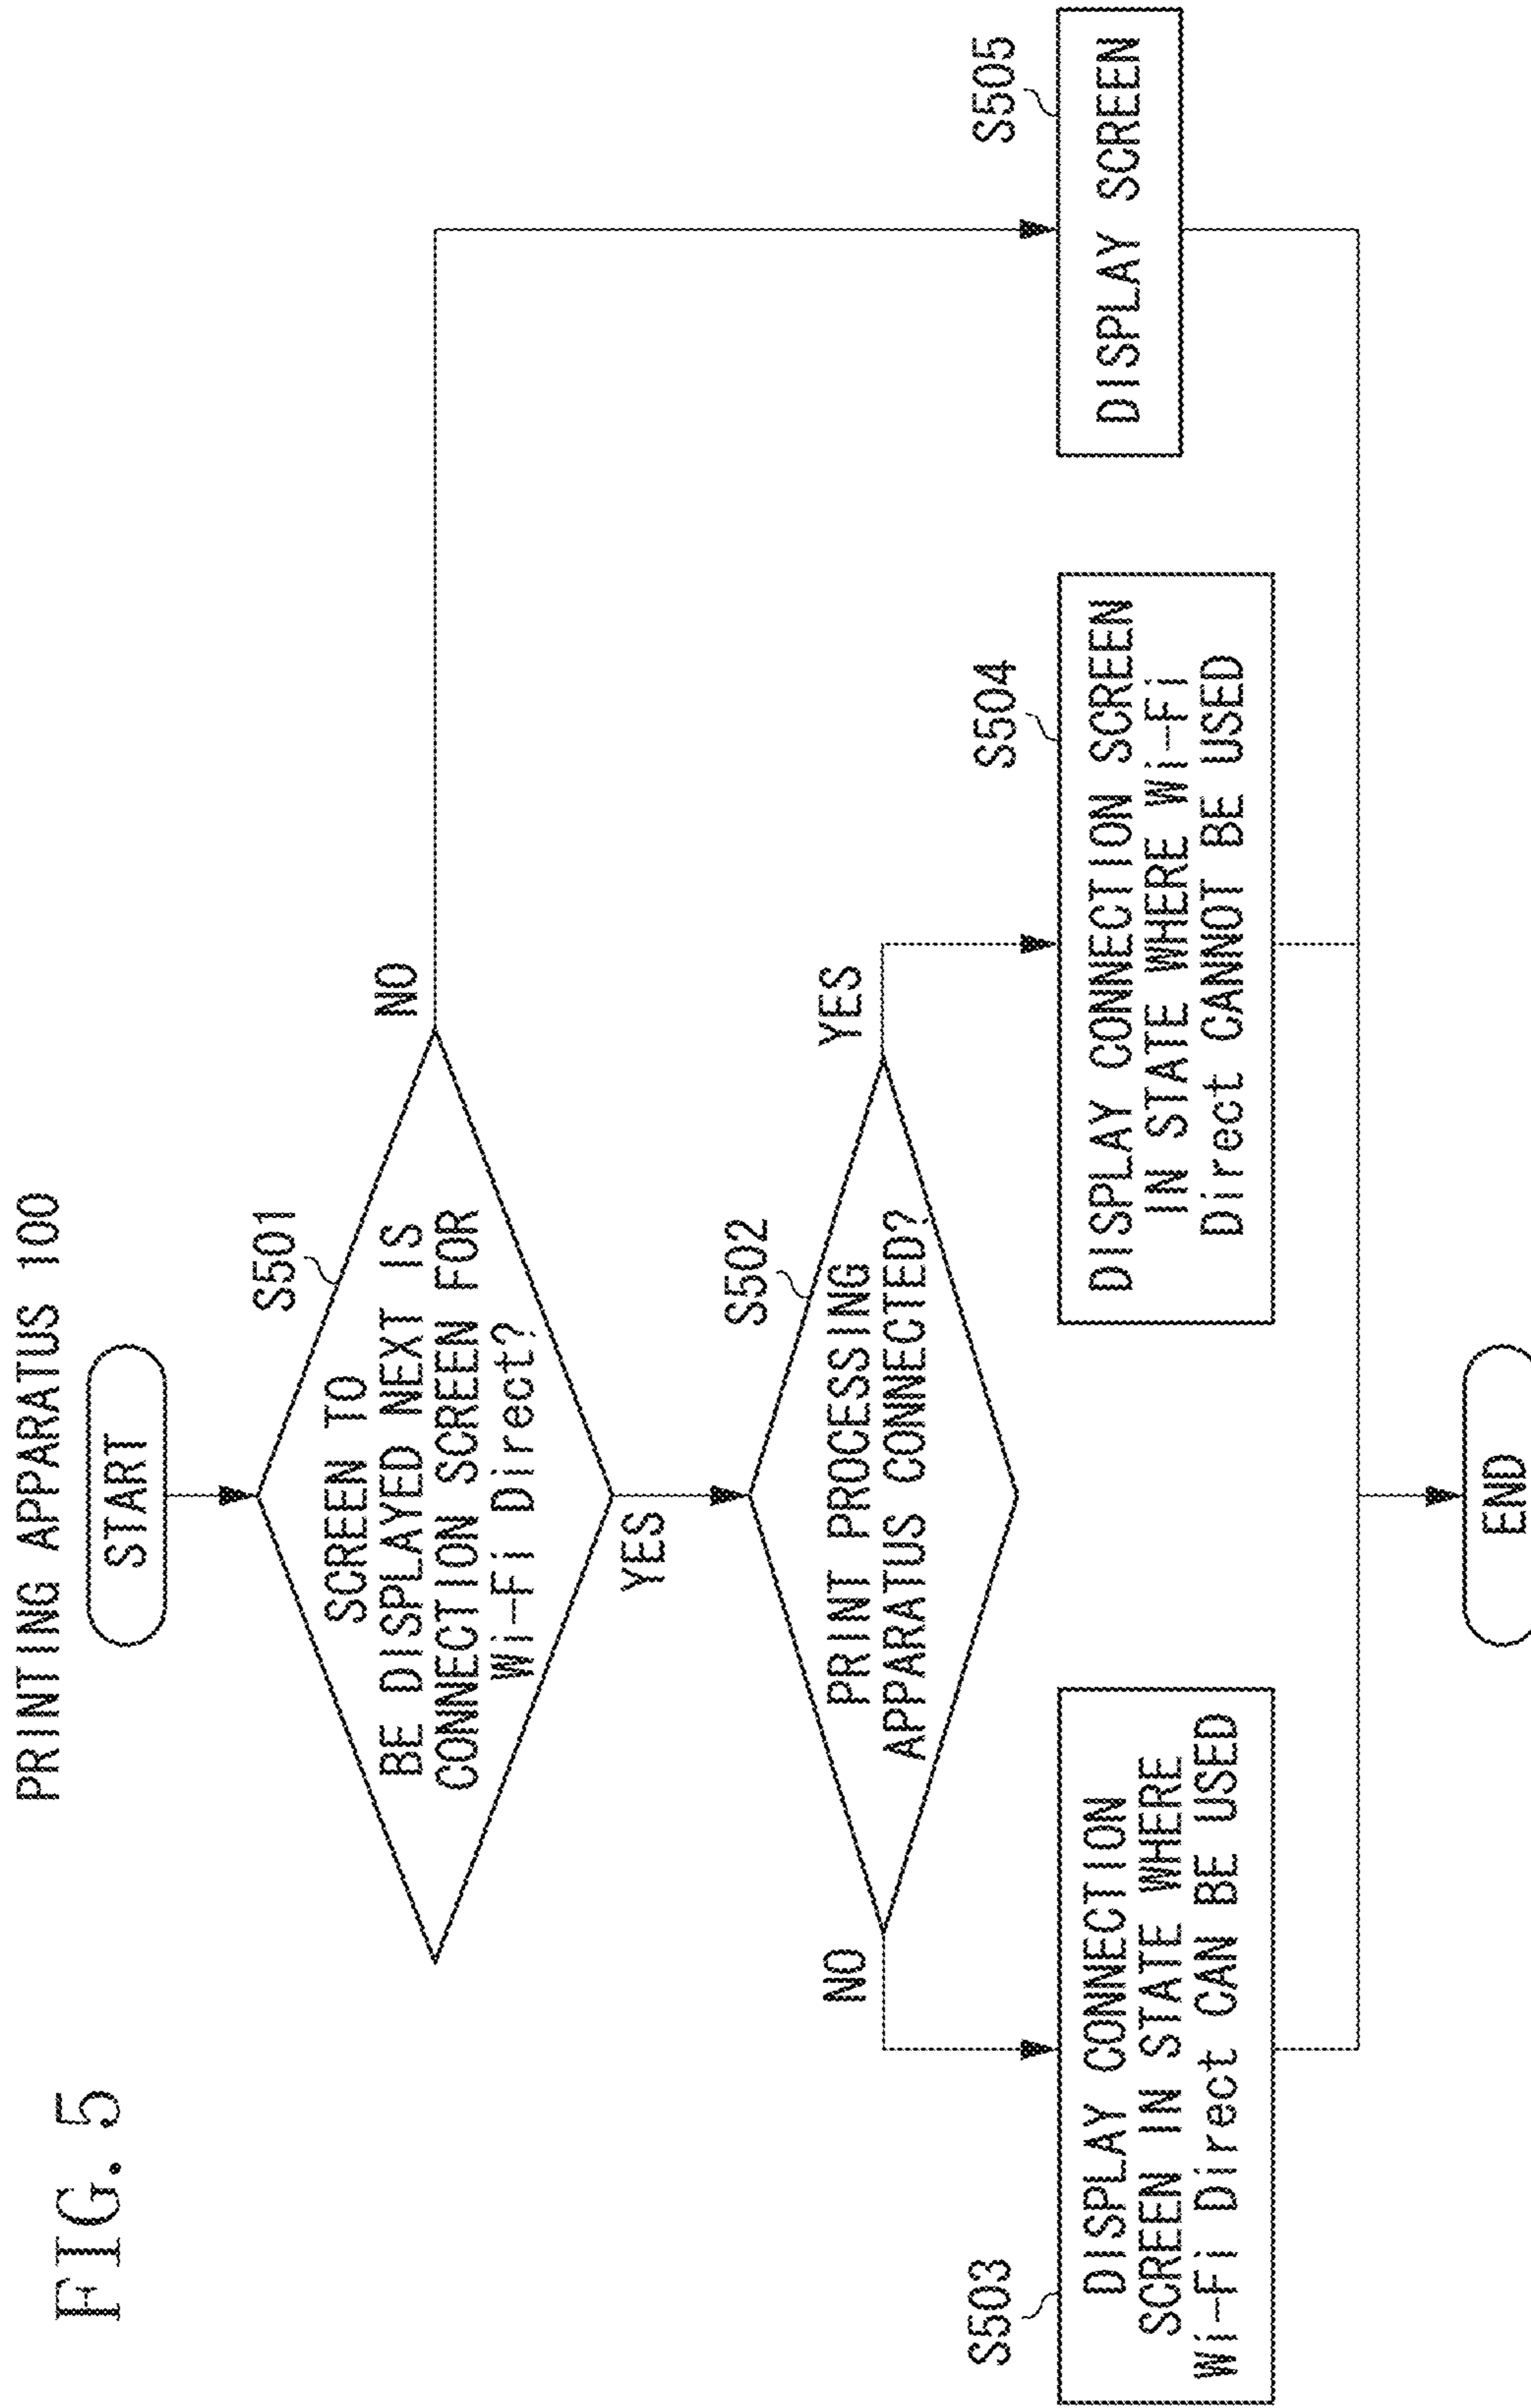 FIG. 5
PRINTING APPARATUS 100
START
S501
SCREEN TO
BE DISPLAYED NEXT IS
CONNECTION SCREEN FOR
Wi-Fi Direct?
NO
YES
S502
PRINT PROCESSING
APPARATUS CONNECTED?
NO
YES
S503
DISPLAY CONNECTION
SCREEN IN STATE WHERE
Wi-Fi Direct CAN BE USED
S504
DISPLAY CONNECTION SCREEN
IN STATE WHERE Wi-Fi
Direct CANNOT BE USED
S505
DISPLAY SCREEN
END